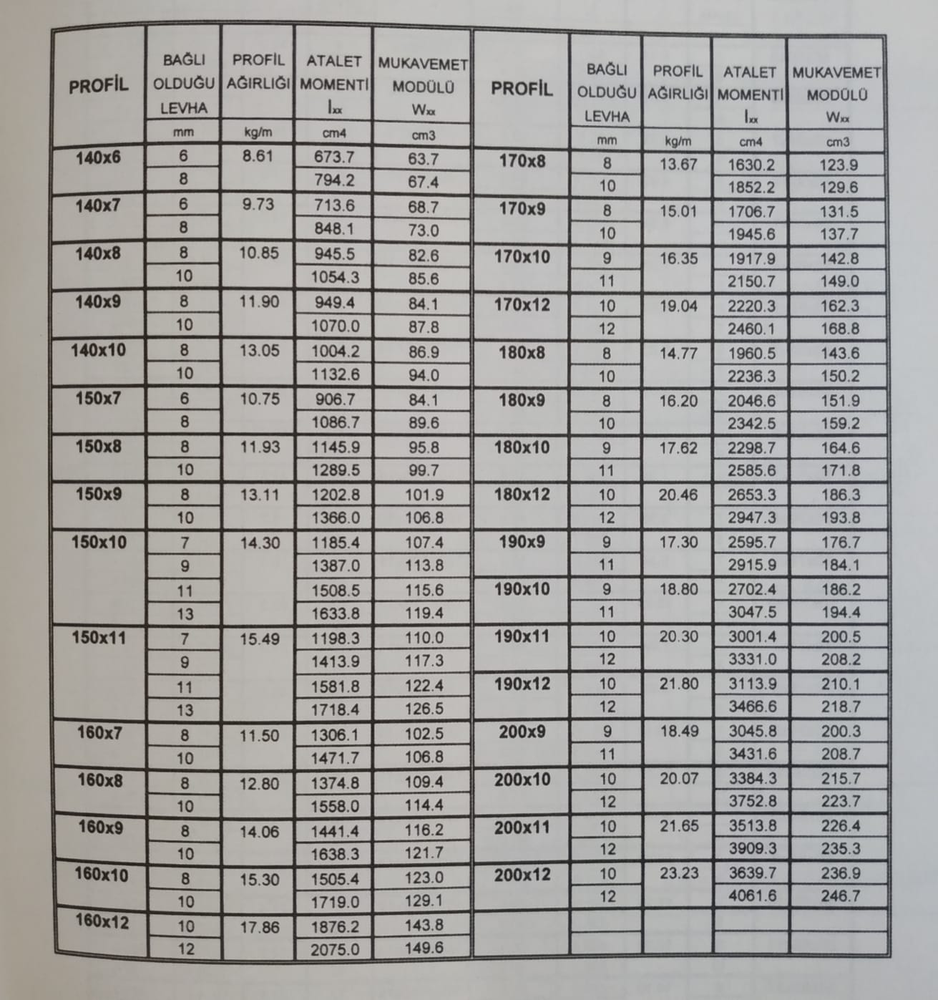 PROFİL BAĞLI OLDUĞU LEVHA PROFİL AĞIRLIĞI ATALET MOMENTİ Ixx MUKAVEMET MODÜLÜ Wxx
mm kg/m cm4 cm3
140x6 6 8.61 673.7 63.7
8 794.2 67.4
140x7 6 9.73 713.6 68.7
8 848.1 73.0
140x8 8 10.85 945.5 82.6
10 1054.3 85.6
140x9 8 11.90 949.4 84.1
10 1070.0 87.8
140x10 8 13.05 1004.2 86.9
10 1132.6 94.0
150x7 6 10.75 906.7 84.1
8 1086.7 89.6
150x8 8 11.93 1145.9 95.8
10 1289.5 99.7
150x9 8 13.11 1202.8 101.9
10 1366.0 106.8
150x10 7 14.30 1185.4 107.4
9 1387.0 113.8
11 1508.5 115.6
13 1633.8 119.4
150x11 7 15.49 1198.3 110.0
9 1413.9 117.3
11 1581.8 122.4
13 1718.4 126.5
160x7 8 11.50 1306.1 102.5
10 1471.7 106.8
160x8 8 12.80 1374.8 109.4
10 1558.0 114.4
160x9 8 14.06 1441.4 116.2
10 1638.3 121.7
160x10 8 15.30 1505.4 123.0
10 1719.0 129.1
160x12 10 17.86 1876.2 143.8
12 2075.0 149.6
PROFİL BAĞLI OLDUĞU LEVHA PROFİL AĞIRLIĞI ATALET MOMENTİ Ixx MUKAVEMET MODÜLÜ Wxx
mm kg/m cm4 cm3
170x8 8 13.67 1630.2 123.9
10 1852.2 129.6
170x9 8 15.01 1706.7 131.5
10 1945.6 137.7
170x10 9 16.35 1917.9 142.8
11 2150.7 149.0
170x12 10 19.04 2220.3 162.3
12 2460.1 168.8
180x8 8 14.77 1960.5 143.6
10 2236.3 150.2
180x9 8 16.20 2046.6 151.9
10 2342.5 159.2
180x10 9 17.62 2298.7 164.6
11 2585.6 171.8
180x12 10 20.46 2653.3 186.3
12 2947.3 193.8
190x9 9 17.30 2595.7 176.7
11 2915.9 184.1
190x10 9 18.80 2702.4 186.2
11 3047.5 194.4
190x11 10 20.30 3001.4 200.5
12 3331.0 208.2
190x12 10 21.80 3113.9 210.1
12 3466.6 218.7
200x9 9 18.49 3045.8 200.3
11 3431.6 208.7
200x10 10 20.07 3384.3 215.7
12 3752.8 223.7
200x11 10 21.65 3513.8 226.4
12 3909.3 235.3
200x12 10 23.23 3639.7 236.9
12 4061.6 246.7